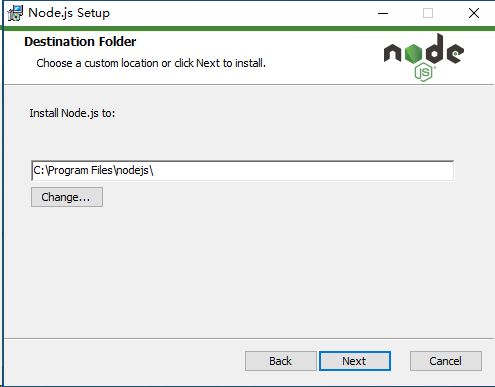 Node.js Setup
Destination Folder
Choose a custom location or click Next to install.
node
JS
Install Node.js to:
C:\Program Files\nodejs\
Change...
Back
Next
Cancel